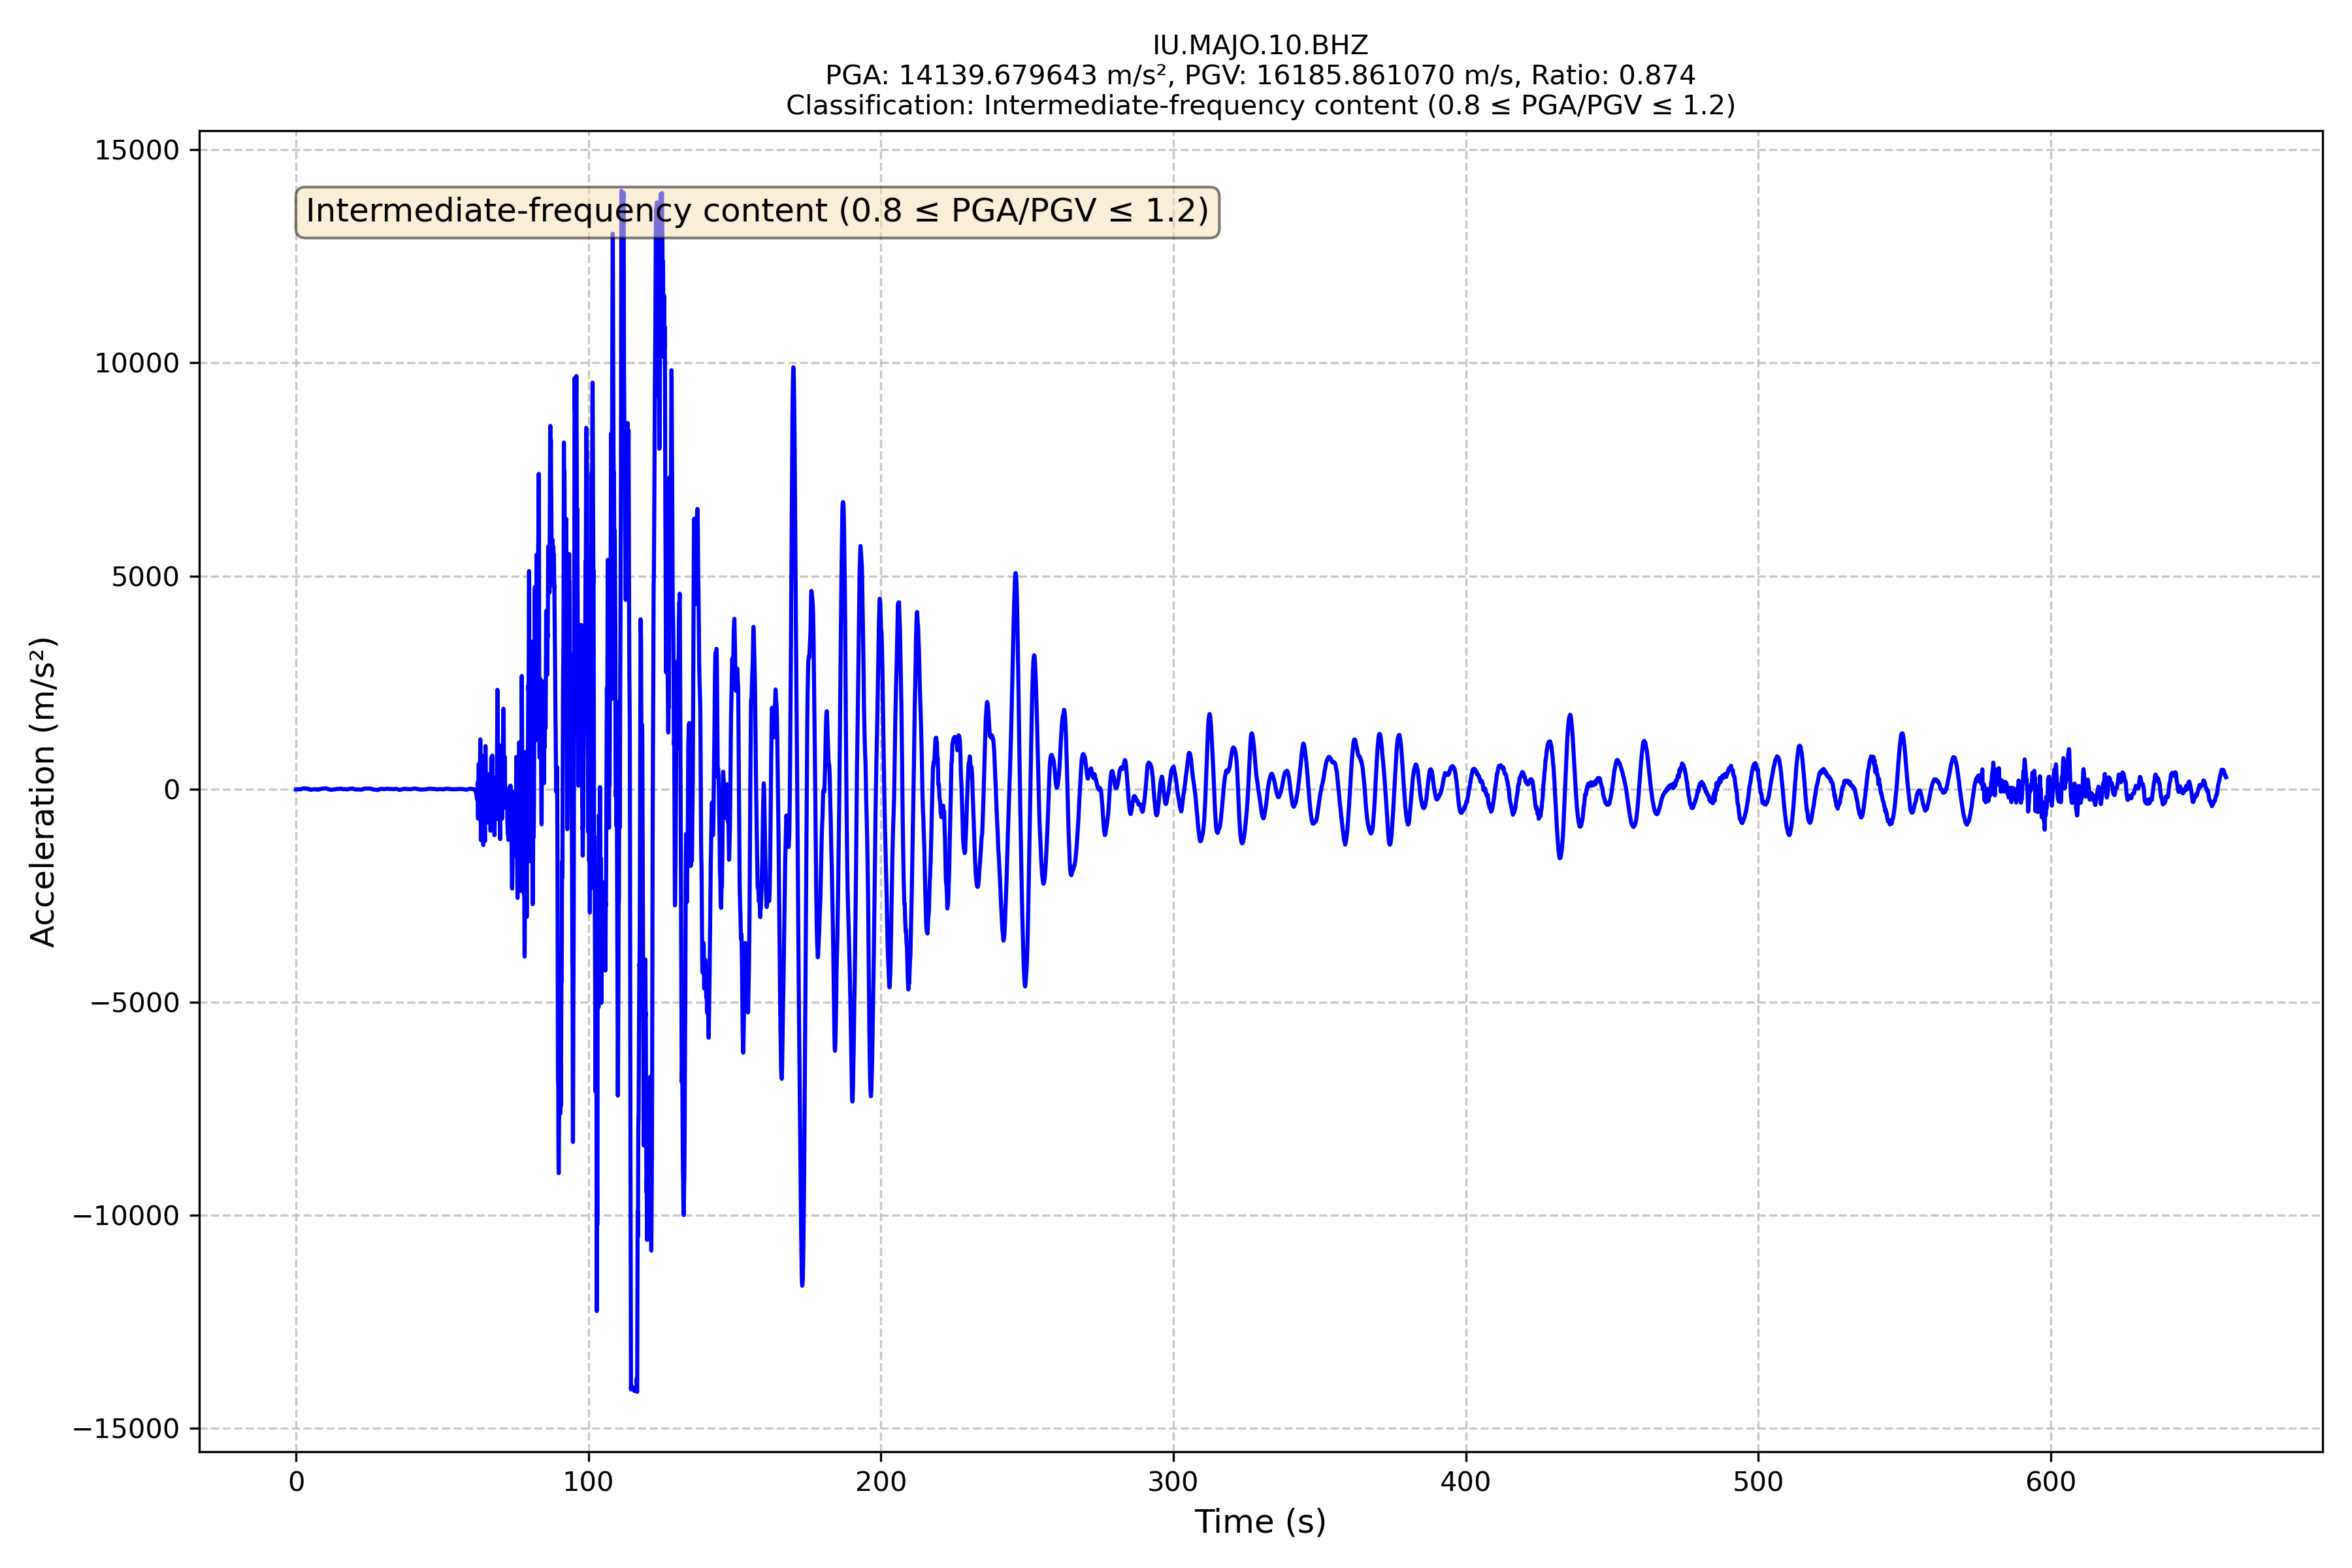 IU.MAJO.10.BHZ
PGA: 14139.679643 m/s², PGV: 16185.861070 m/s, Ratio: 0.874
Classification: Intermediate-frequency content (0.8 ≤ PGA/PGV ≤ 1.2)
Intermediate-frequency content (0.8 ≤ PGA/PGV ≤ 1.2)
Acceleration (m/s²)
15000
10000
5000
0
−5000
−10000
−15000
0 100 200 300 400 500 600
Time (s)